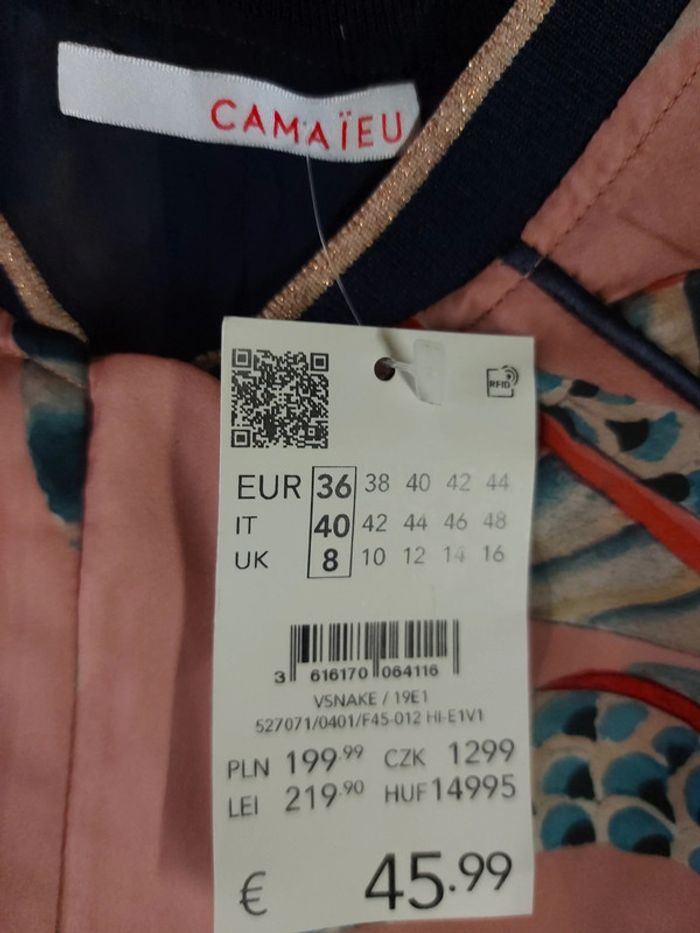 CAMAÏEU
RFID
EUR 36 38 40 42 44
IT 40 42 44 46 48
UK 8 10 12 14 16
3 616170 064116
VSNAKE / 19E1
527071/0401/F45-012 HI-E1V1
PLN 199.99 CZK 1299
LEI 219.90 HUF 14995
€ 45.99